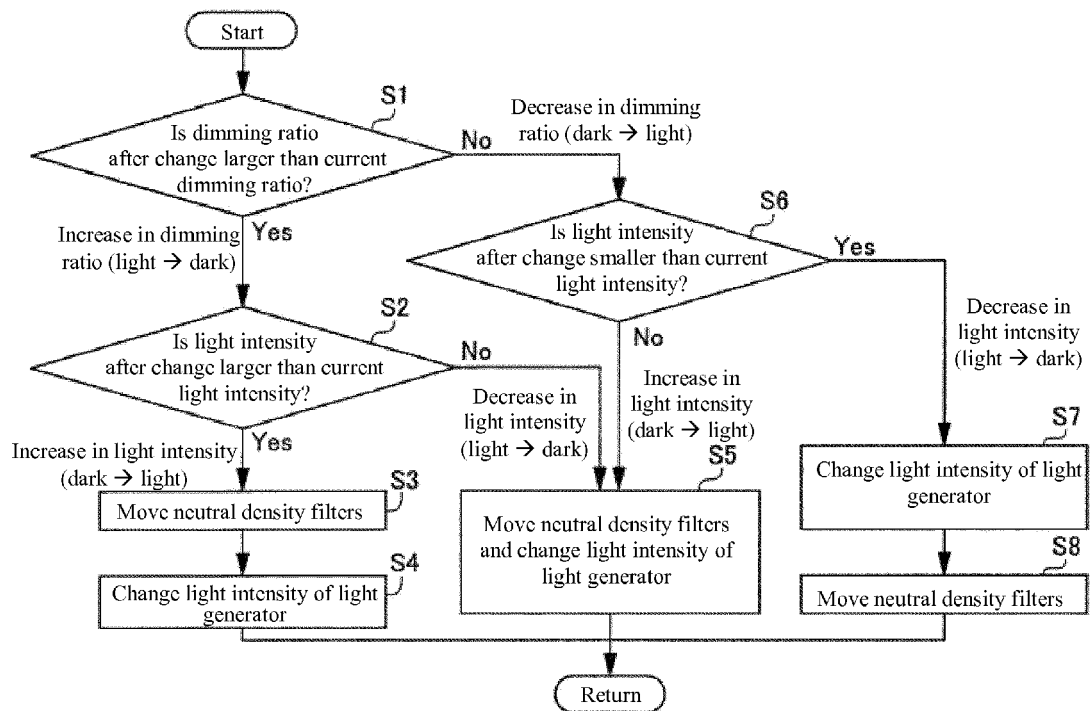 Start
S1
Is dimming ratio
after change larger than current
dimming ratio?
No
Decrease in dimming
ratio (dark → light)
Yes
Increase in dimming
ratio (light → dark)
S6
Is light intensity
after change smaller than current
light intensity?
Yes
Decrease in
light intensity
(light → dark)
No
Increase in
light intensity
(dark → light)
S2
Is light intensity
after change larger than current
light intensity?
No
Decrease in
light intensity
(light → dark)
Yes
Increase in light intensity
(dark → light)
S3
Move neutral density filters
S4
Change light intensity of light
generator
S5
Move neutral density filters
and change light intensity of
light generator
S7
Change light intensity of light
generator
S8
Move neutral density filters
Return